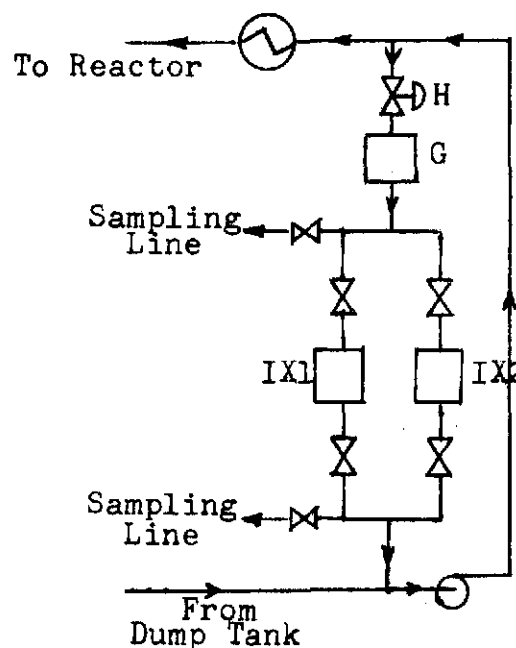 To Reactor
H
G
Sampling
Line
IX1
IX2
Sampling
Line
From
Dump Tank